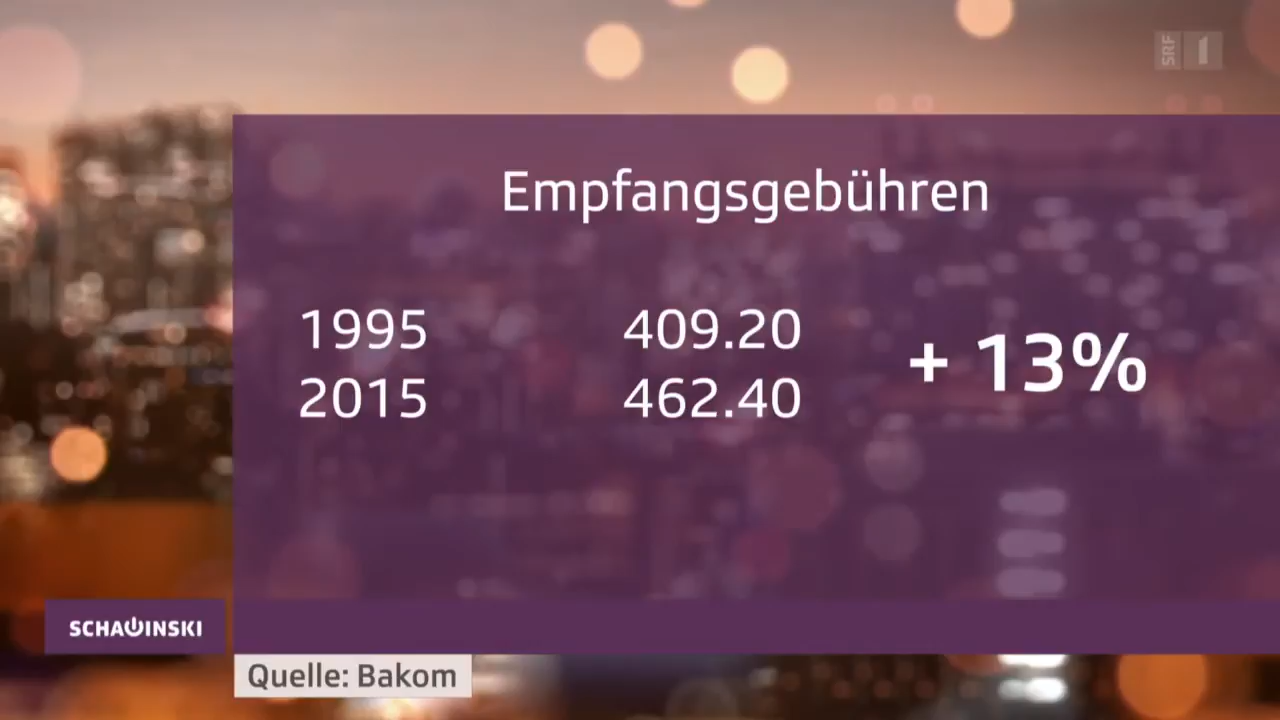 SRF 1
Empfangsgebühren
1995 409.20
2015 462.40
+ 13%
SCHAWINSKI
Quelle: Bakom